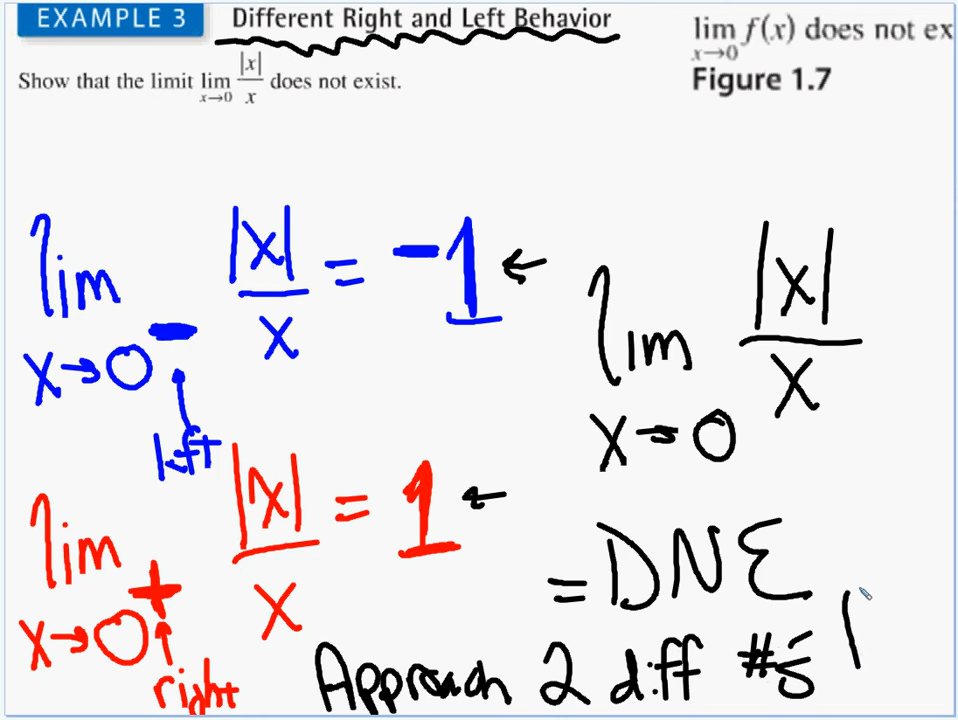 EXAMPLE 3 Different Right and Left Behavior
Show that the limit lim x→0 |x|/x does not exist.
lim x→0 f(x) does not ex
Figure 1.7
lim x→0⁻ |x|/x = -1 ←
left
lim x→0⁺ |x|/x = 1 ←
right
lim x→0 |x|/x
= DNE
Approach 2 diff #'s